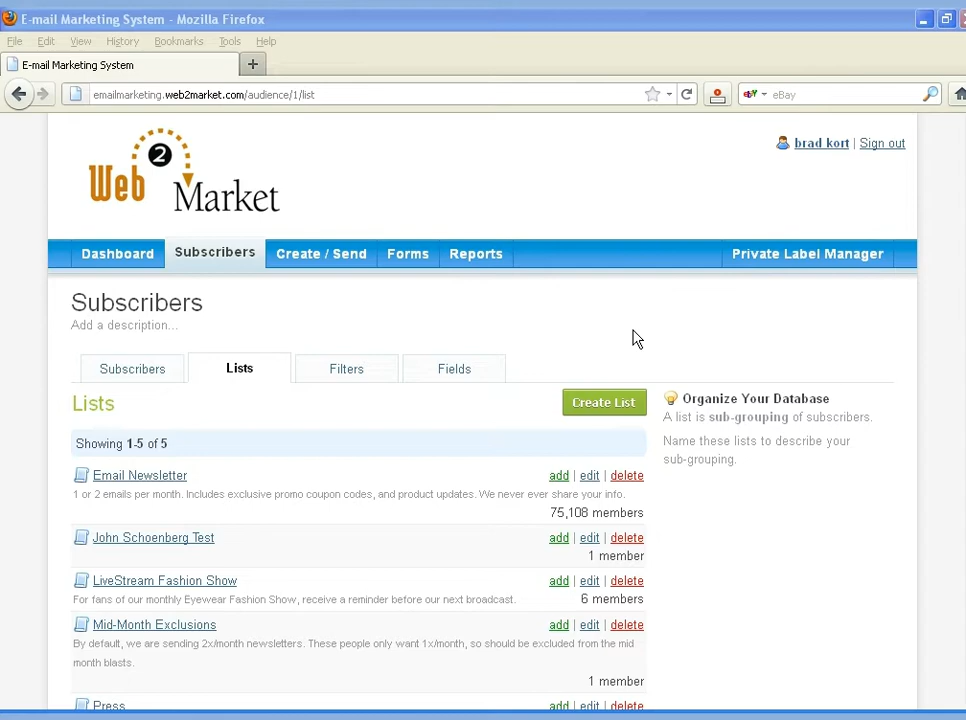 E-mail Marketing System - Mozilla Firefox
File Edit View History Bookmarks Tools Help
E-mail Marketing System
emailmarketing.web2market.com/audience/1/list
eBay
Web 2 Market
brad kort | Sign out
Dashboard Subscribers Create / Send Forms Reports Private Label Manager
Subscribers
Add a description...
Subscribers Lists Filters Fields
Lists
Create List
Organize Your Database
A list is sub-grouping of subscribers.
Name these lists to describe your
sub-grouping.
Showing 1-5 of 5
Email Newsletter add | edit | delete
1 or 2 emails per month. Includes exclusive promo coupon codes, and product updates. We never ever share your info.
75,108 members
John Schoenberg Test add | edit | delete
1 member
LiveStream Fashion Show add | edit | delete
For fans of our monthly Eyewear Fashion Show, receive a reminder before our next broadcast. 6 members
Mid-Month Exclusions add | edit | delete
By default, we are sending 2x/month newsletters. These people only want 1x/month, so should be excluded from the mid
month blasts.
1 member
Press add | edit | delete